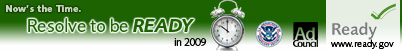 Now's the Time.
Resolve to be READY
in 2009
Ad
Council
Ready
www.ready.gov